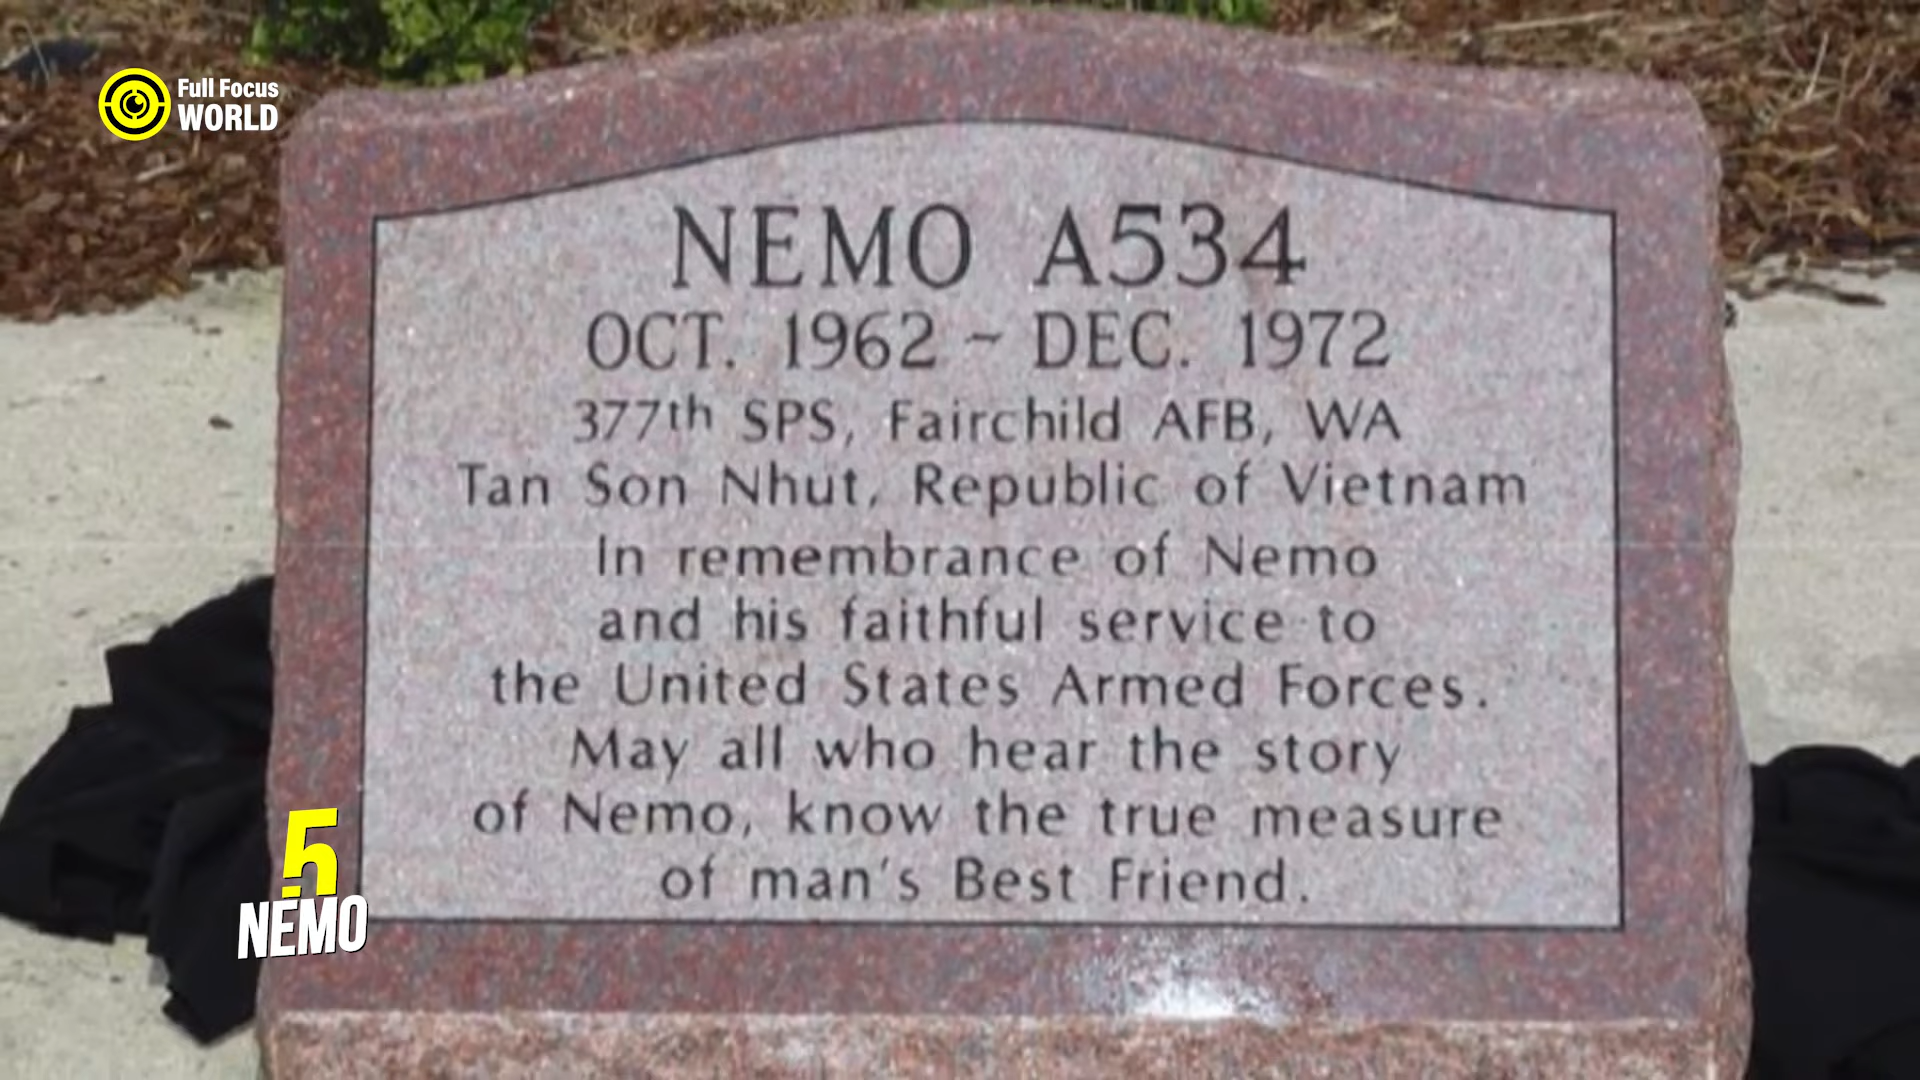 Full Focus
WORLD
NEMO A534
OCT. 1962 ~ DEC. 1972
377th SPS, Fairchild AFB, WA
Tan Son Nhut, Republic of Vietnam
In remembrance of Nemo
and his faithful service to
the United States Armed Forces.
May all who hear the story
of Nemo, know the true measure
of man's Best Friend.
5
NEMO